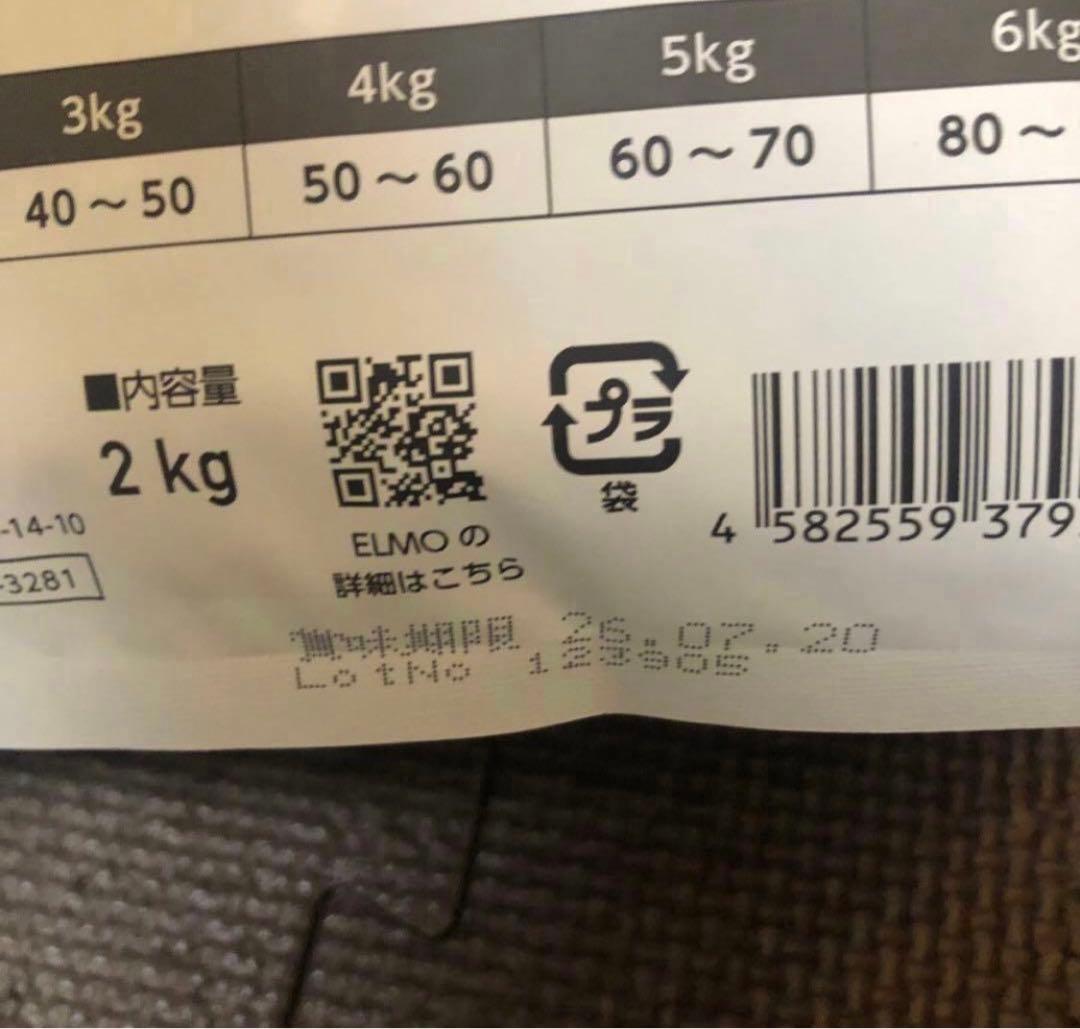 3kg 4kg 5kg 6kg
40～50 50～60 60～70 80～
■内容量
2 kg
-14-10
-3281
ELMOの
詳細はこちら
プラ
袋
4 582559 379
賞味期限 .07.20
LotNo